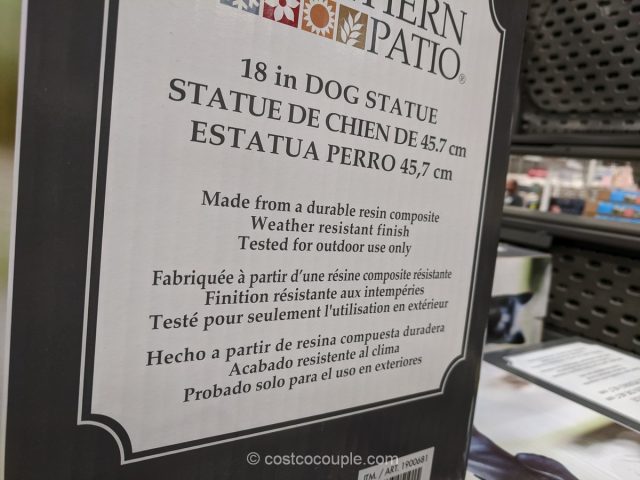 PATIO®
18 in DOG STATUE
STATUE DE CHIEN DE 45.7 cm
ESTATUA PERRO 45,7 cm
Made from a durable resin composite
Weather resistant finish
Tested for outdoor use only
Fabriquée à partir d'une résine composite résistante
Finition résistante aux intempéries
Testé pour seulement l'utilisation en extérieur
Hecho a partir de resina compuesta duradera
Acabado resistente al clima
Probado solo para el uso en exteriores
ITM. / ART. 1900681
© costcocouple.com